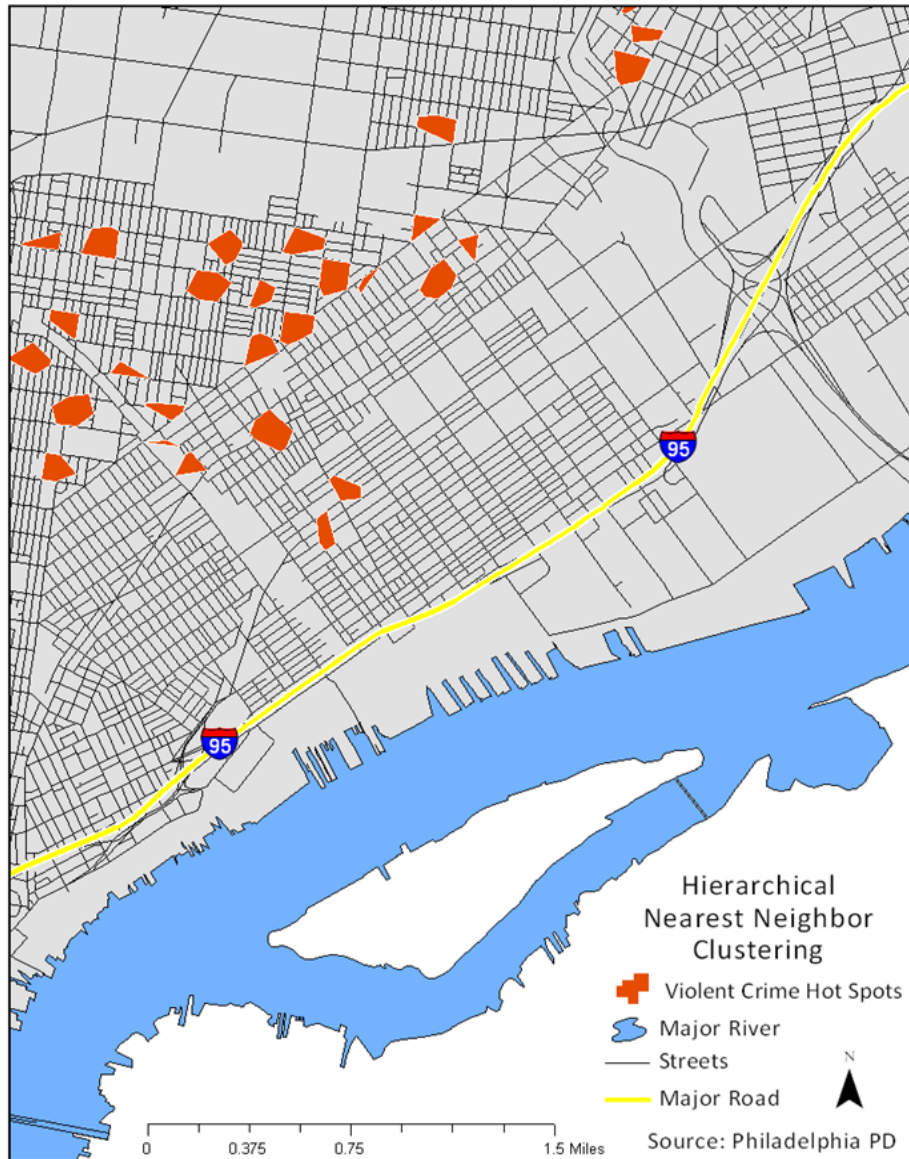 95
95
Hierarchical
Nearest Neighbor
Clustering
Violent Crime Hot Spots
Major River
Streets
Major Road
N
0 0.375 0.75 1.5 Miles
Source: Philadelphia PD